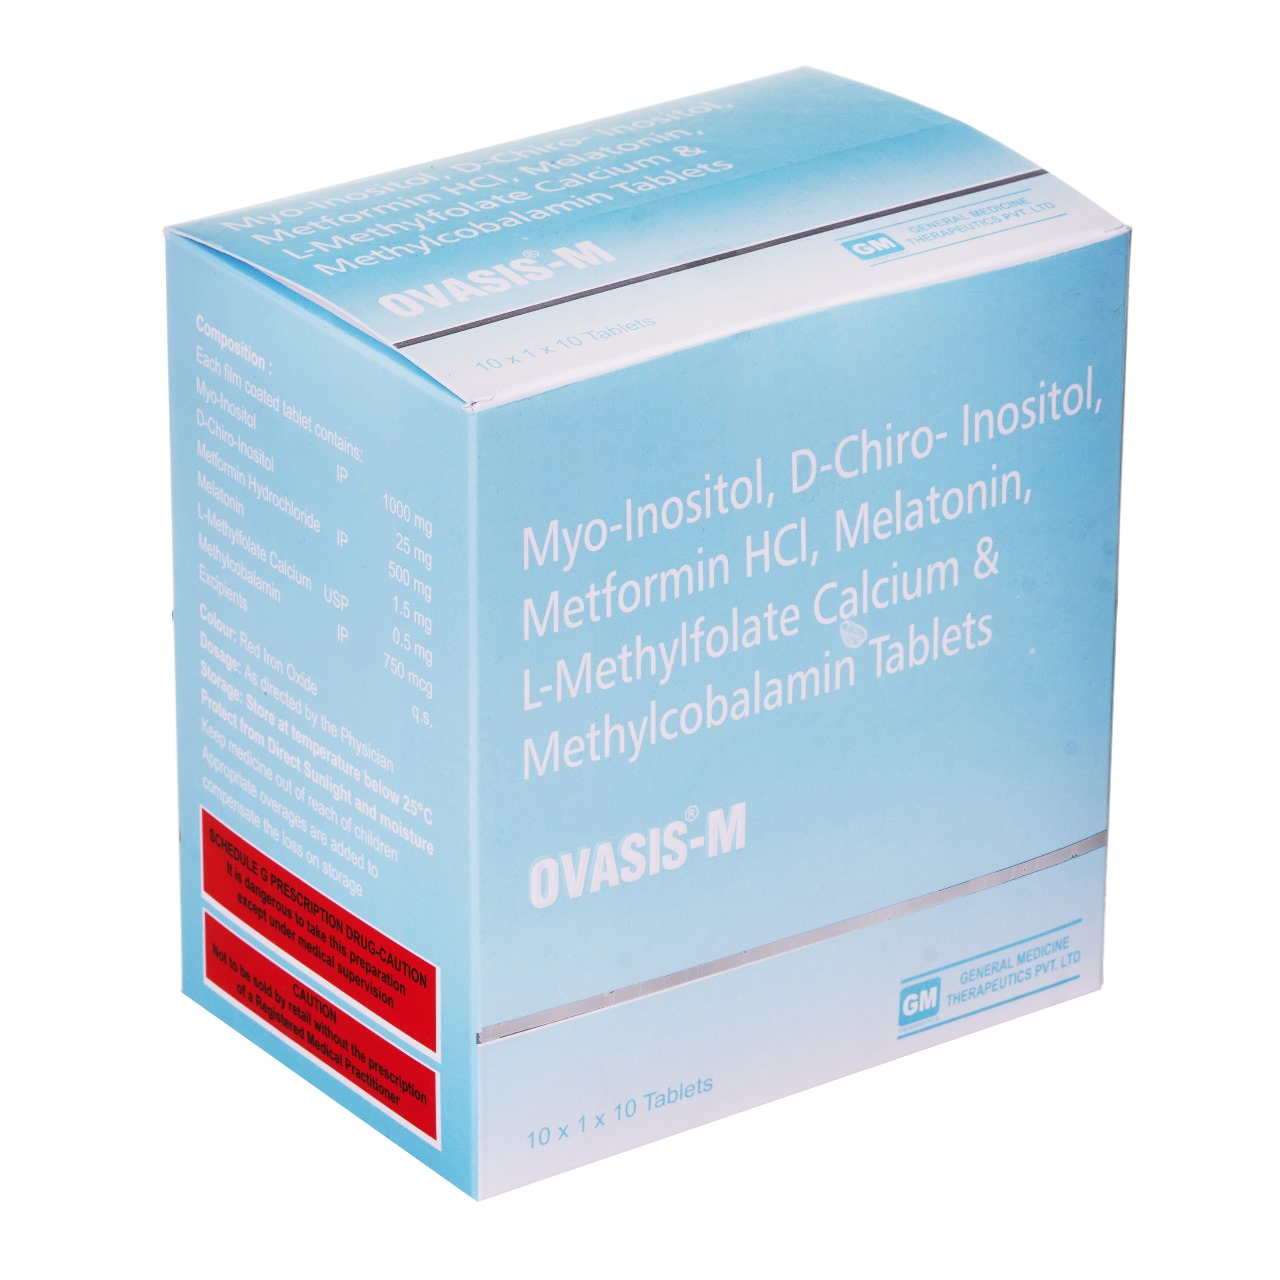 Myo-Inositol, D-Chiro- Inositol,
Metformin HCl, Melatonin,
L-Methylfolate Calcium &
Methylcobalamin Tablets
OVASIS®-M
GM
GENERAL MEDICINE
THERAPEUTICS PVT. LTD
10 x 1 x 10 Tablets
Composition :
Each film coated tablet contains:
Myo-Inositol 1000 mg
D-Chiro-Inositol IP 25 mg
Metformin Hydrochloride IP 500 mg
Melatonin 1.5 mg
L-Methylfolate Calcium USP 0.5 mg
Methylcobalamin IP 750 mcg
Excipients q.s.
Colour: Red Iron Oxide
Dosage: As directed by the Physician
Storage: Store at temperature below 25°C
Protect from Direct Sunlight and moisture
Keep medicine out of reach of children
Appropriate overages are added to
compensate the loss on storage
SCHEDULE G PRESCRIPTION DRUG-CAUTION
It is dangerous to take this preparation
except under medical supervision
CAUTION
Not to be sold by retail without the prescription
of a Registered Medical Practitioner
Myo-Inositol, D-Chiro- Inositol,
Metformin HCl, Melatonin,
L-Methylfolate Calcium &
Methylcobalamin Tablets
OVASIS®-M
GM
GENERAL MEDICINE
THERAPEUTICS PVT. LTD
10 x 1 x 10 Tablets